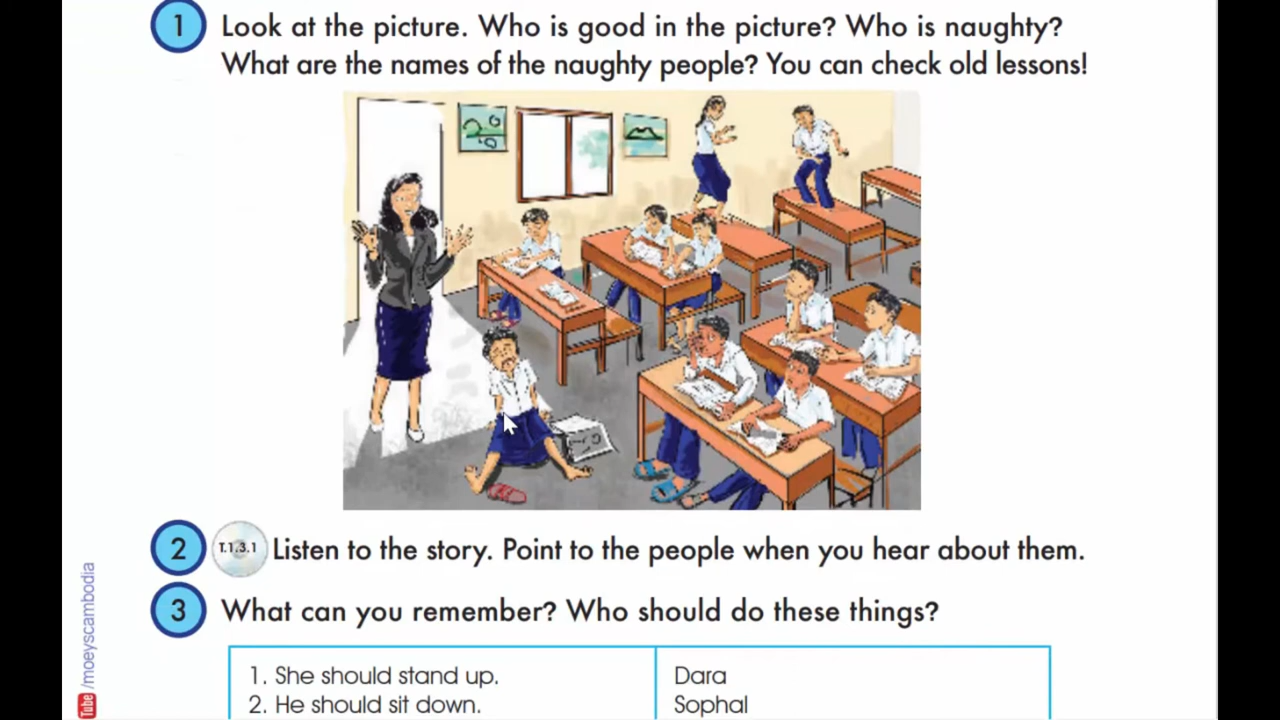 1 Look at the picture. Who is good in the picture? Who is naughty?
What are the names of the naughty people? You can check old lessons!
2 T.1.3.1 Listen to the story. Point to the people when you hear about them.
3 What can you remember? Who should do these things?
1. She should stand up. Dara
2. He should sit down. Sophal
Tube /moeyscambodia